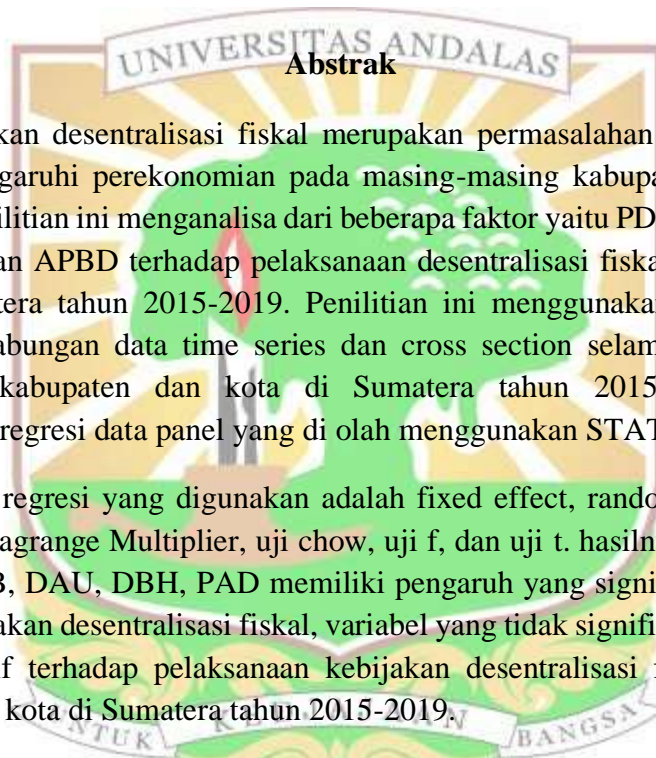 UNIVERSITAS ANDALAS
Abstrak
kan desentralisasi fiskal merupakan permasalahan
garuhi perekonomian pada masing-masing kabupa
ilitian ini menganalisa dari beberapa faktor yaitu PD
an APBD terhadap pelaksanaan desentralisasi fiska
tera tahun 2015-2019. Penilitian ini menggunakan
abungan data time series dan cross section selam
kabupaten dan kota di Sumatera tahun 2015
regresi data panel yang di olah menggunakan STAT
regresi yang digunakan adalah fixed effect, rando
agrange Multiplier, uji chow, uji f, dan uji t. hasiln
B, DAU, DBH, PAD memiliki pengaruh yang signi
akan desentralisasi fiskal, variabel yang tidak signifi
if terhadap pelaksanaan kebijakan desentralisasi f
kota di Sumatera tahun 2015-2019.
NTUK BANGSA